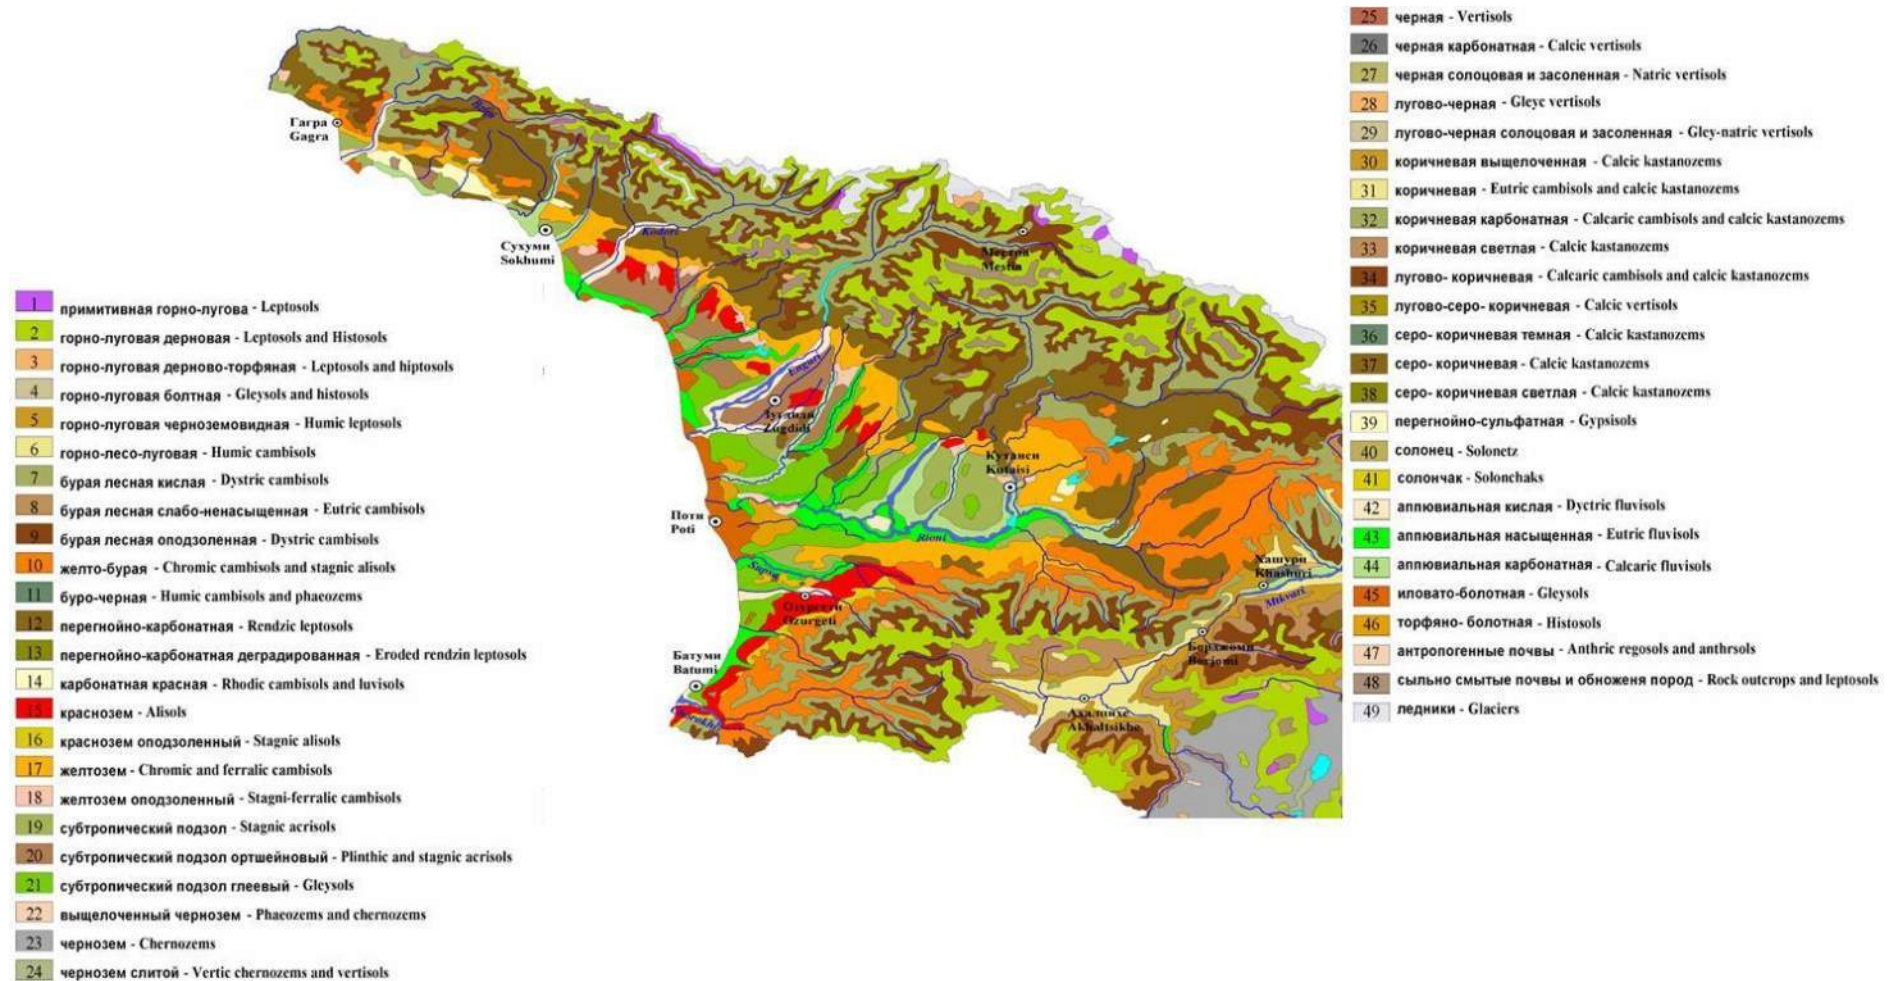 1 примитивная горно-лугова - Leptosols
2 горно-луговая дерновая - Leptosols and Histosols
3 горно-луговая дерново-торфяная - Leptosols and hiptosols
4 горно-луговая болтная - Gleysols and histosols
5 горно-луговая черноземовидная - Humic leptosols
6 горно-лесо-луговая - Humic cambisols
7 бурая лесная кислая - Dystric cambisols
8 бурая лесная слабо-ненасыщенная - Eutric cambisols
9 бурая лесная оподзоленная - Dystric cambisols
10 желто-бурая - Chromic cambisols and stagnic alisols
11 буро-черная - Humic cambisols and phaeozems
12 перегнойно-карбонатная - Rendzic leptosols
13 перегнойно-карбонатная деградированная - Eroded rendzin leptosols
14 карбонатная красная - Rhodic cambisols and luvisols
15 краснозем - Alisols
16 краснозем оподзоленный - Stagnic alisols
17 желтозем - Chromic and ferralic cambisols
18 желтозем оподзоленный - Stagni-ferralic cambisols
19 субтропический подзол - Stagnic acrisols
20 субтропический подзол ортшейновый - Plinthic and stagnic acrisols
21 субтропический подзол глеевый - Gleysols
22 выщелоченный чернозем - Phaeozems and chernozems
23 чернозем - Chernozems
24 чернозем слитой - Vertic chernozems and vertisols
Гагра
Gagra
Сухуми
Sokhumi
Kodori
Местиа
Mestia
Enguri
Зугдиди
Zugdidi
Кутаиси
Kutaisi
Поти
Poti
Rioni
Supsa
Озургети
Ozurgeti
Хашури
Khashuri
Mtkvari
Боржоми
Borjomi
Батуми
Batumi
Ахалцихе
Akhaltsikhe
25 черная - Vertisols
26 черная карбонатная - Calcic vertisols
27 черная солоцовая и засоленная - Natric vertisols
28 лугово-черная - Gleyc vertisols
29 лугово-черная солоцовая и засоленная - Gley-natric vertisols
30 коричневая выщелоченная - Calcic kastanozems
31 коричневая - Eutric cambisols and calcic kastanozems
32 коричневая карбонатная - Calcaric cambisols and calcic kastanozems
33 коричневая светлая - Calcic kastanozems
34 лугово- коричневая - Calcaric cambisols and calcic kastanozems
35 лугово-серо- коричневая - Calcic vertisols
36 серо- коричневая темная - Calcic kastanozems
37 серо- коричневая - Calcic kastanozems
38 серо- коричневая светлая - Calcic kastanozems
39 перегнойно-сульфатная - Gypsisols
40 солонец - Solonetz
41 солончак - Solonchaks
42 аппювиальная кислая - Dyctric fluvisols
43 аппювиальная насыщенная - Eutric fluvisols
44 аппювиальная карбонатная - Calcaric fluvisols
45 иловато-болотная - Gleysols
46 торфяно- болотная - Histosols
47 антропогенные почвы - Anthric regosols and anthrsols
48 сыльно смытые почвы и обноженя пород - Rock outcrops and leptosols
49 ледники - Glaciers